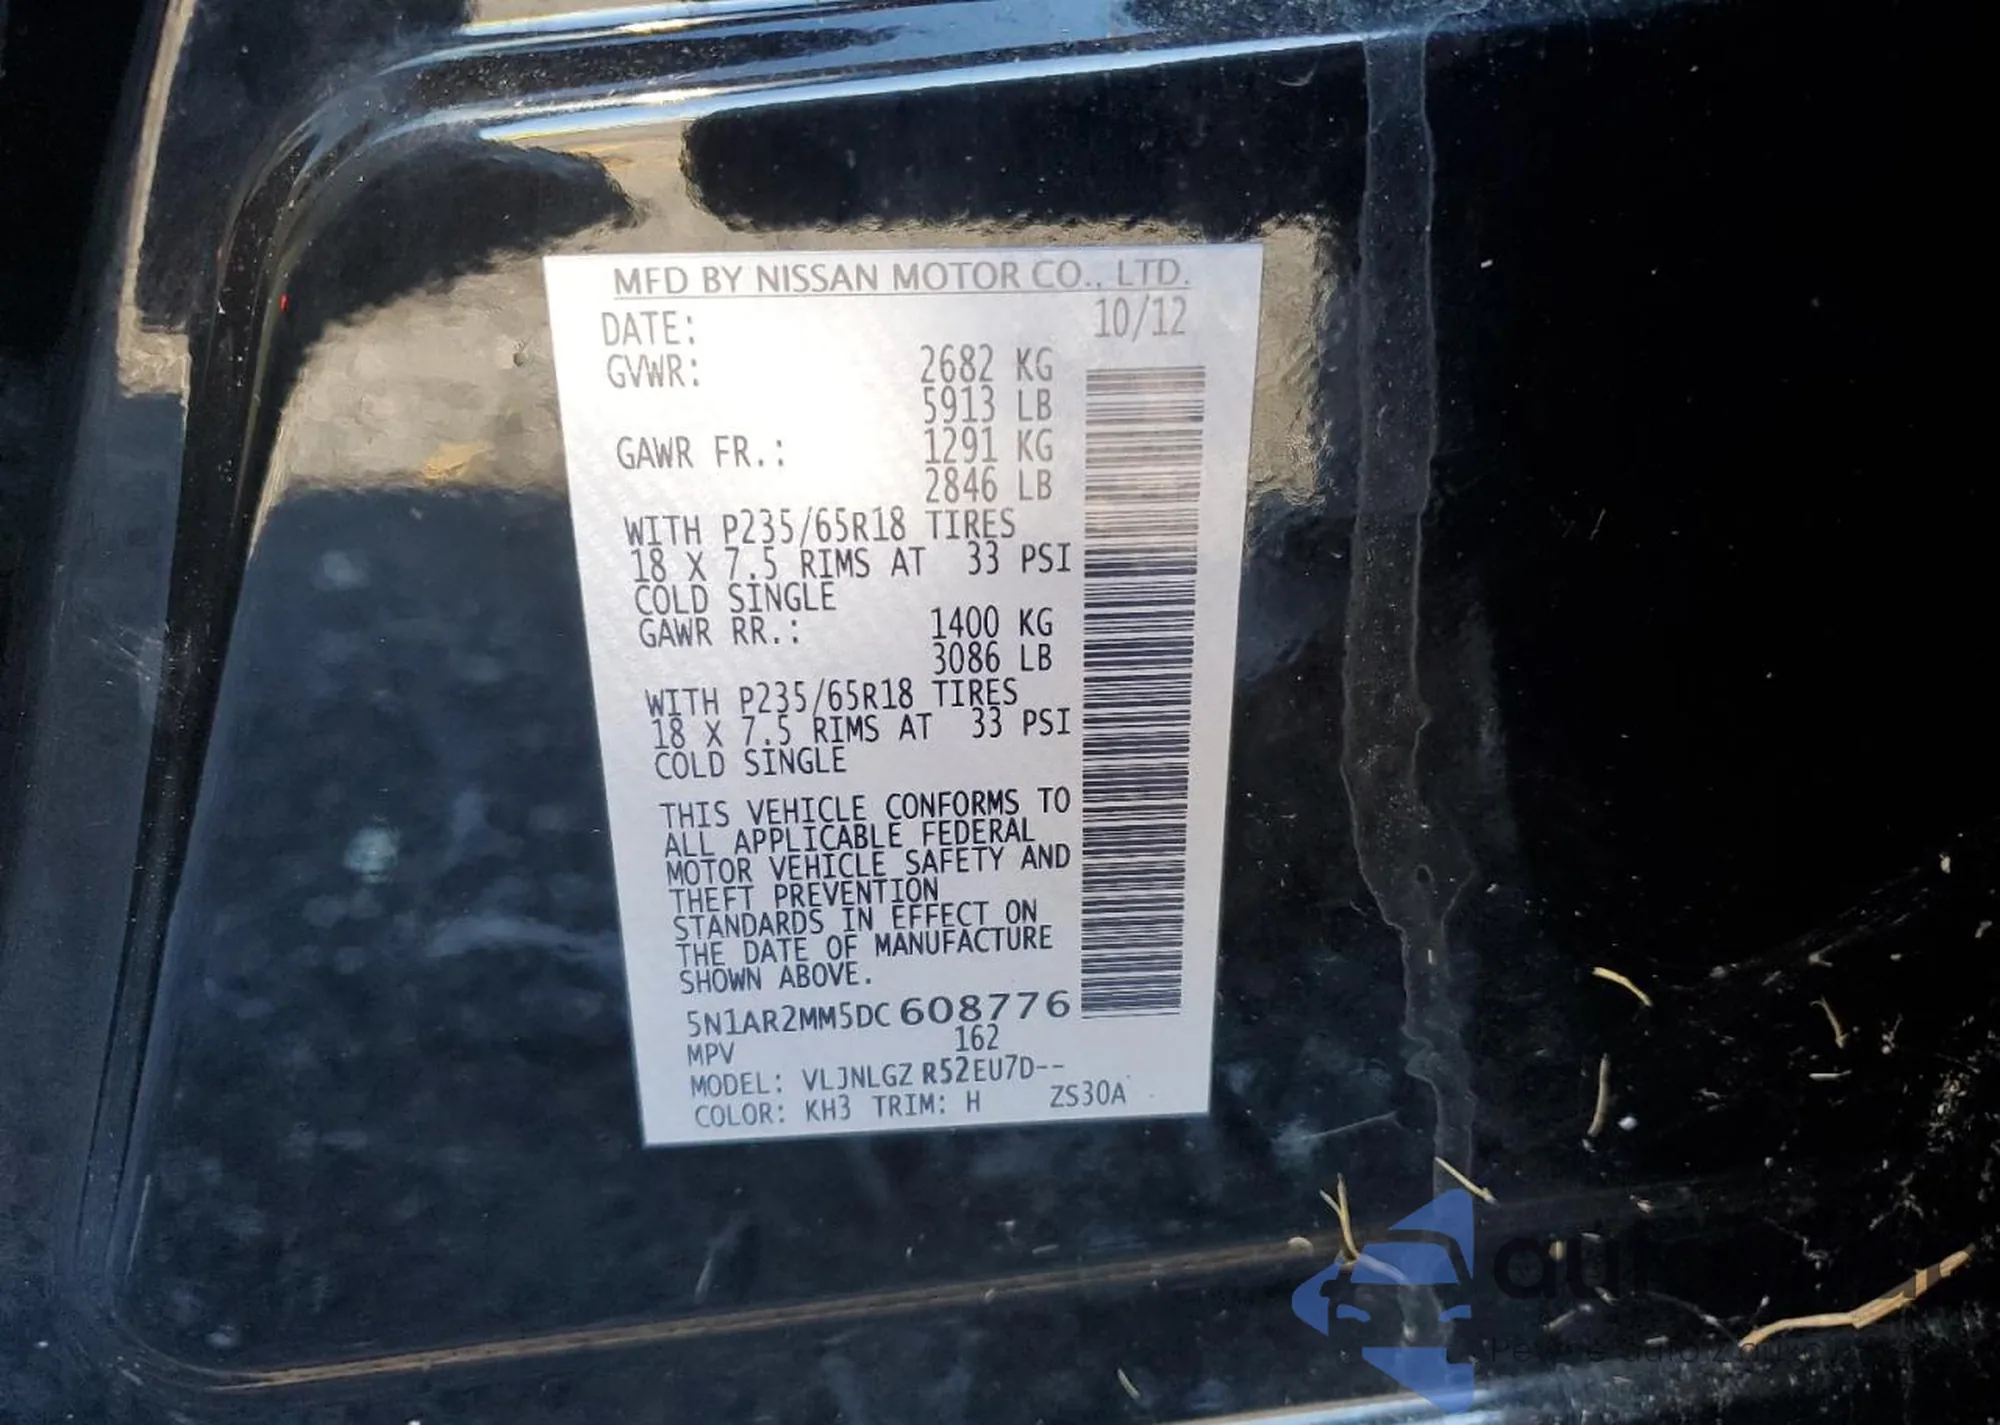 MFD BY NISSAN MOTOR CO., LTD.
DATE: 10/12
GVWR: 2682 KG
5913 LB
GAWR FR.: 1291 KG
2846 LB
WITH P235/65R18 TIRES
18 X 7.5 RIMS AT 33 PSI
COLD SINGLE
GAWR RR.: 1400 KG
3086 LB
WITH P235/65R18 TIRES
18 X 7.5 RIMS AT 33 PSI
COLD SINGLE
THIS VEHICLE CONFORMS TO
ALL APPLICABLE FEDERAL
MOTOR VEHICLE SAFETY AND
THEFT PREVENTION
STANDARDS IN EFFECT ON
THE DATE OF MANUFACTURE
SHOWN ABOVE.
5N1AR2MM5DC608776
MPV 162
MODEL: VLJNLGZ R52EU7D--
COLOR: KH3 TRIM: H ZS30A